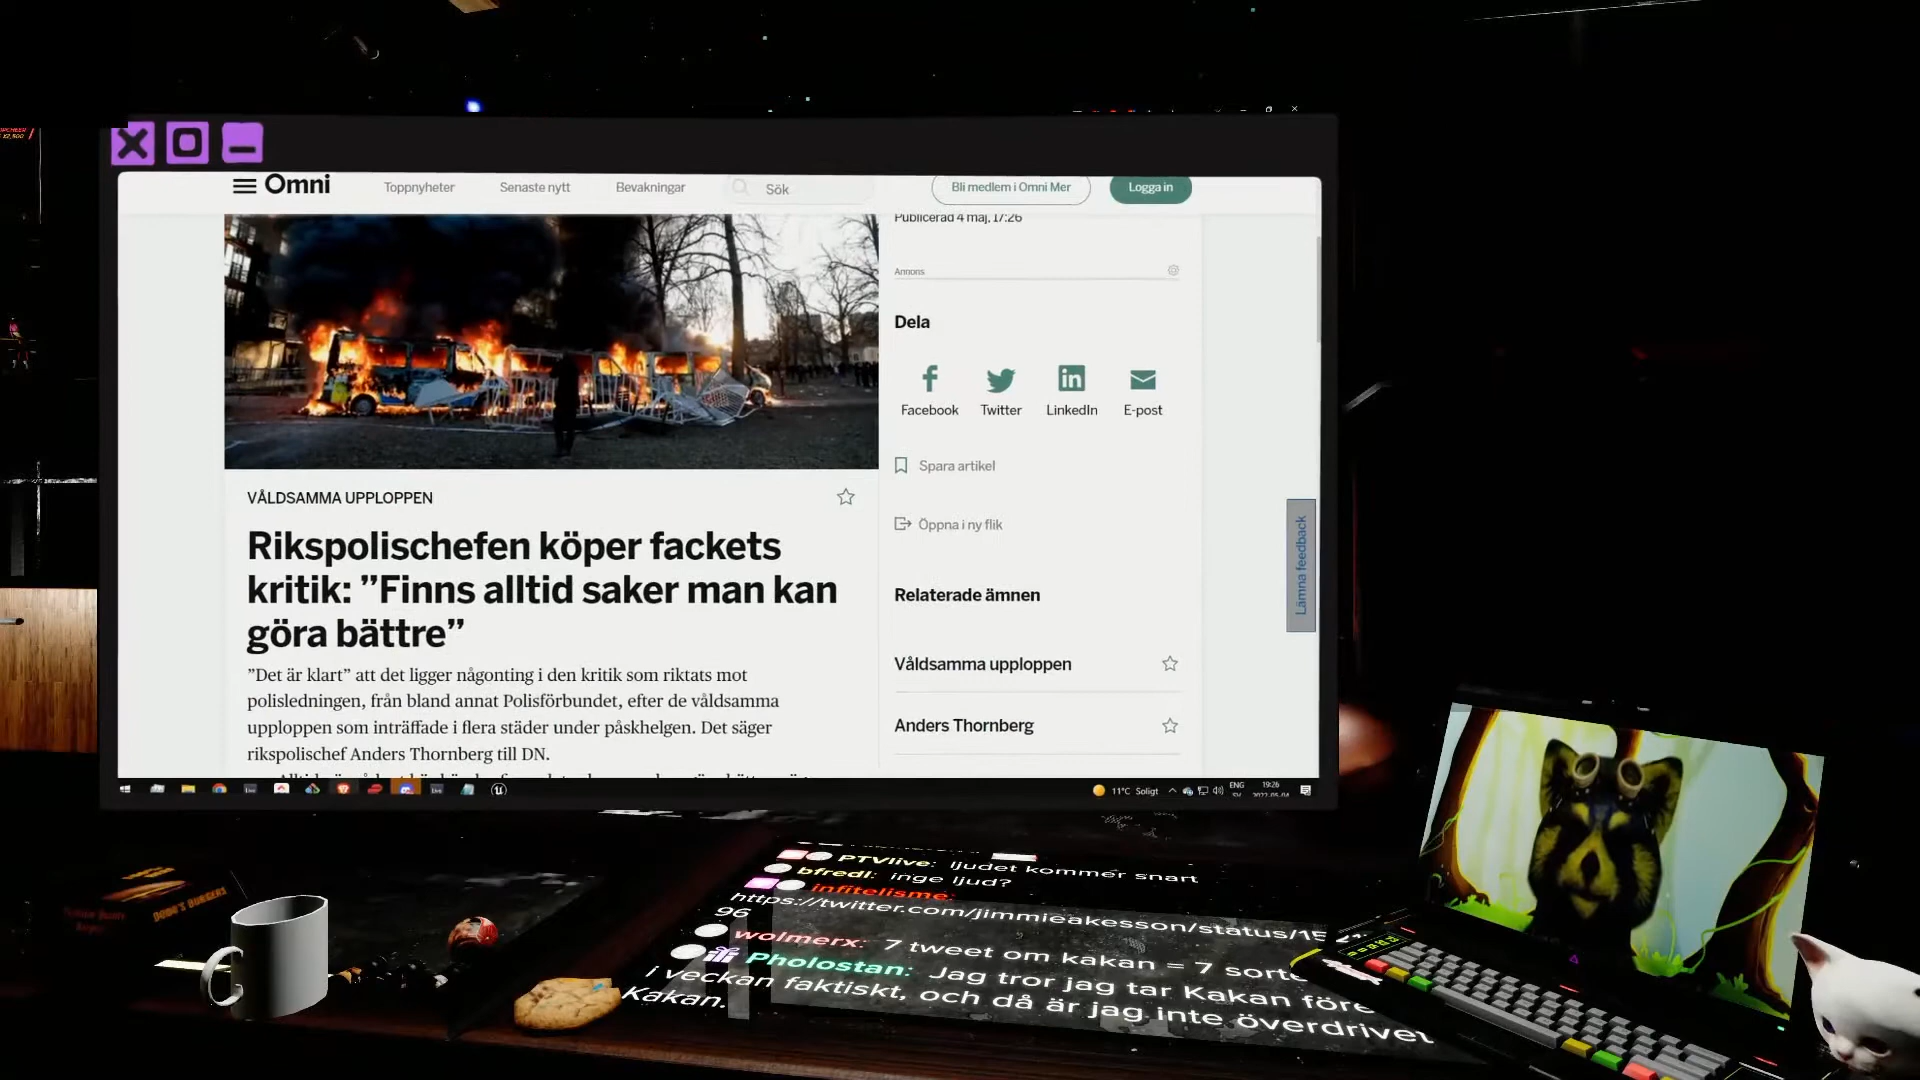 Omni
Toppnyheter
Senaste nytt
Bevakningar
Sök
Bli medlem i Omni Mer
Logga in
Publicerad 4 maj, 17:26
Annons
Dela
Facebook
Twitter
LinkedIn
E-post
Spara artikel
Öppna i ny flik
Relaterade ämnen
Våldsamma upploppen
Anders Thornberg
Lämna feedback
VÅLDSAMMA UPPLOPPEN
Rikspolischefen köper fackets
kritik: ”Finns alltid saker man kan
göra bättre”
”Det är klart” att det ligger någonting i den kritik som riktats mot
polisledningen, från bland annat Polisförbundet, efter de våldsamma
upploppen som inträffade i flera städer under påskhelgen. Det säger
rikspolischef Anders Thornberg till DN.
11°C Soligt
ENG
SV
19:26
2022-05-04
DODO'S BURGERS
PTVlive: ljudet kommer snart
bfredl: inge ljud?
infitelisme:
https://twitter.com/jimmieakesson/status/15
96
wolmerx: 7 tweet om kakan = 7 sorte
Pholostan: Jag tror jag tar Kakan före
i veckan faktiskt, och då är jag inte överdrivet
Kakan.